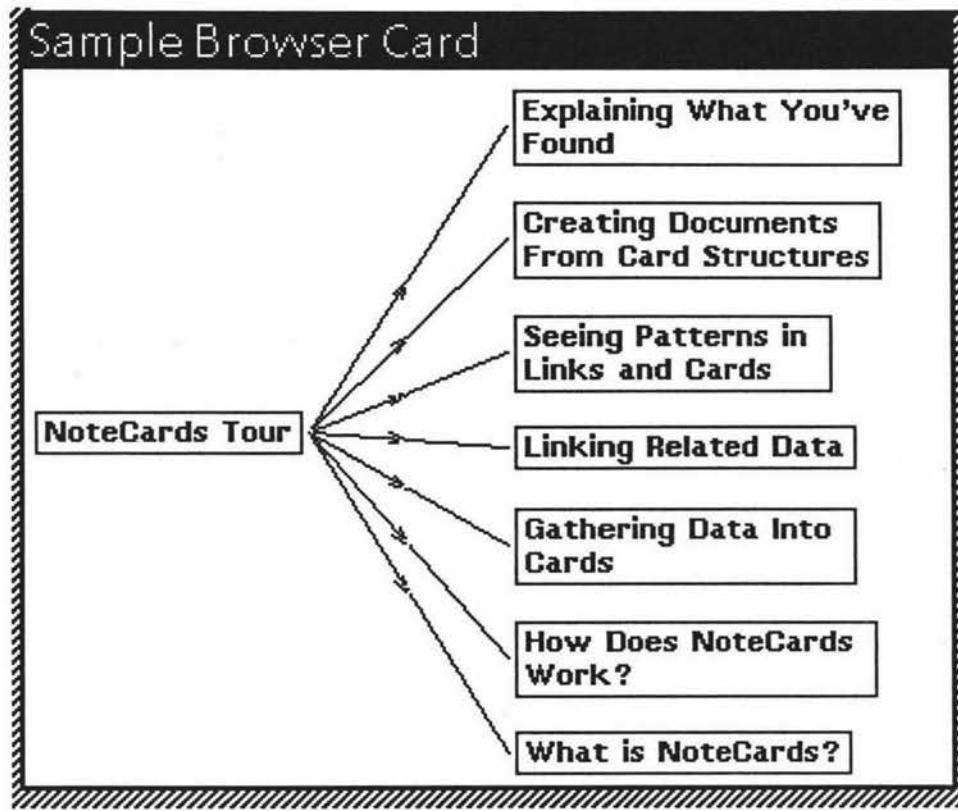 Sample Browser Card
Explaining What You've
Found
Creating Documents
From Card Structures
Seeing Patterns in
Links and Cards
NoteCards Tour
Linking Related Data
Gathering Data Into
Cards
How Does NoteCards
Work?
What is NoteCards?